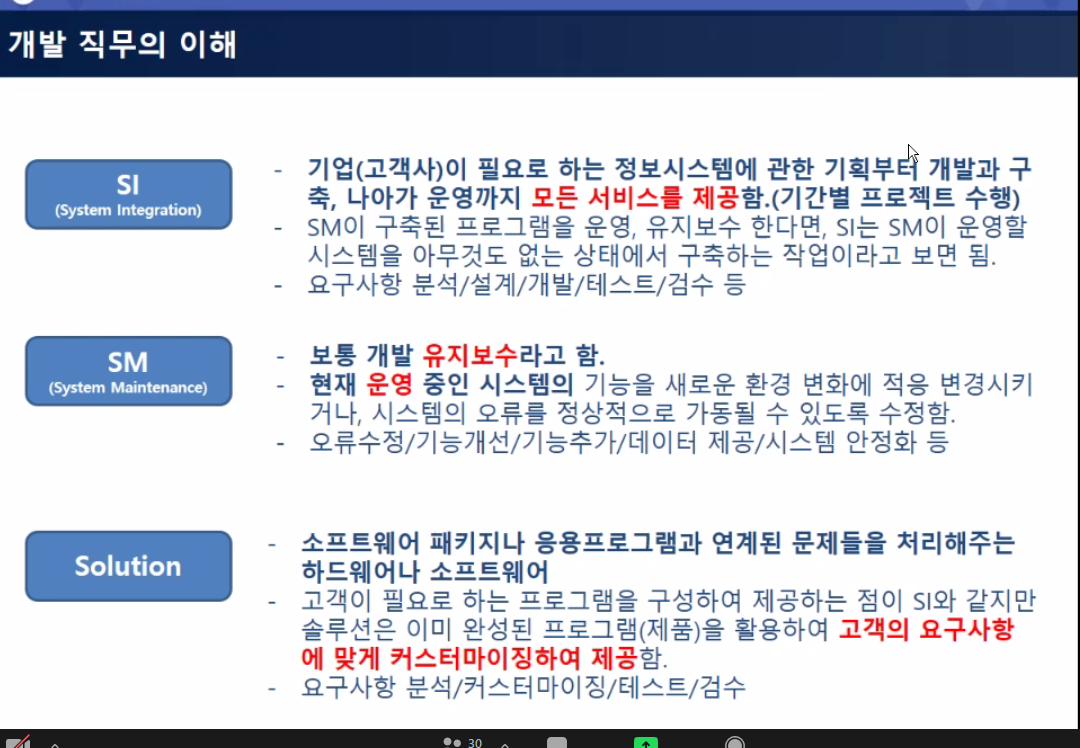 개발 직무의 이해
SI
(System Integration)
- 기업(고객사)이 필요로 하는 정보시스템에 관한 기획부터 개발과 구
축, 나아가 운영까지 모든 서비스를 제공함.(기간별 프로젝트 수행)
- SM이 구축된 프로그램을 운영, 유지보수 한다면, SI는 SM이 운영할
시스템을 아무것도 없는 상태에서 구축하는 작업이라고 보면 됨.
- 요구사항 분석/설계/개발/테스트/검수 등
SM
(System Maintenance)
- 보통 개발 유지보수라고 함.
- 현재 운영 중인 시스템의 기능을 새로운 환경 변화에 적응 변경시키
거나, 시스템의 오류를 정상적으로 가동될 수 있도록 수정함.
- 오류수정/기능개선/기능추가/데이터 제공/시스템 안정화 등
Solution
- 소프트웨어 패키지나 응용프로그램과 연계된 문제들을 처리해주는
하드웨어나 소프트웨어
- 고객이 필요로 하는 프로그램을 구성하여 제공하는 점이 SI와 같지만
솔루션은 이미 완성된 프로그램(제품)을 활용하여 고객의 요구사항
에 맞게 커스터마이징하여 제공함.
- 요구사항 분석/커스터마이징/테스트/검수
30